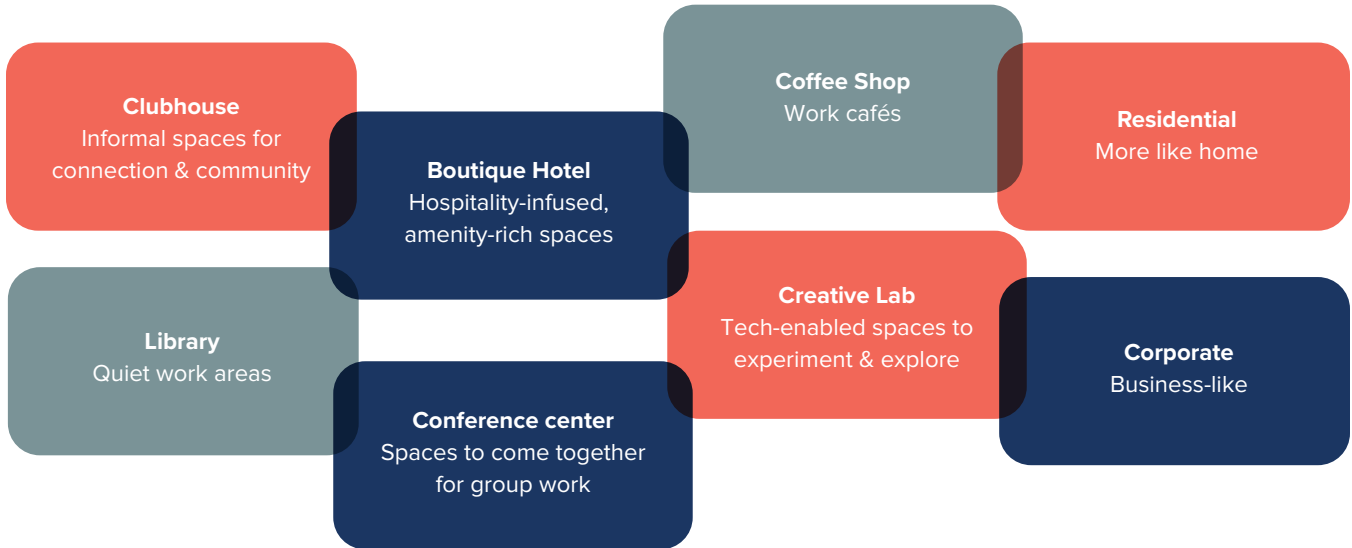 Clubhouse
Informal spaces for
connection & community
Boutique Hotel
Hospitality-infused,
amenity-rich spaces
Coffee Shop
Work cafés
Residential
More like home
Library
Quiet work areas
Conference center
Spaces to come together
for group work
Creative Lab
Tech-enabled spaces to
experiment & explore
Corporate
Business-like